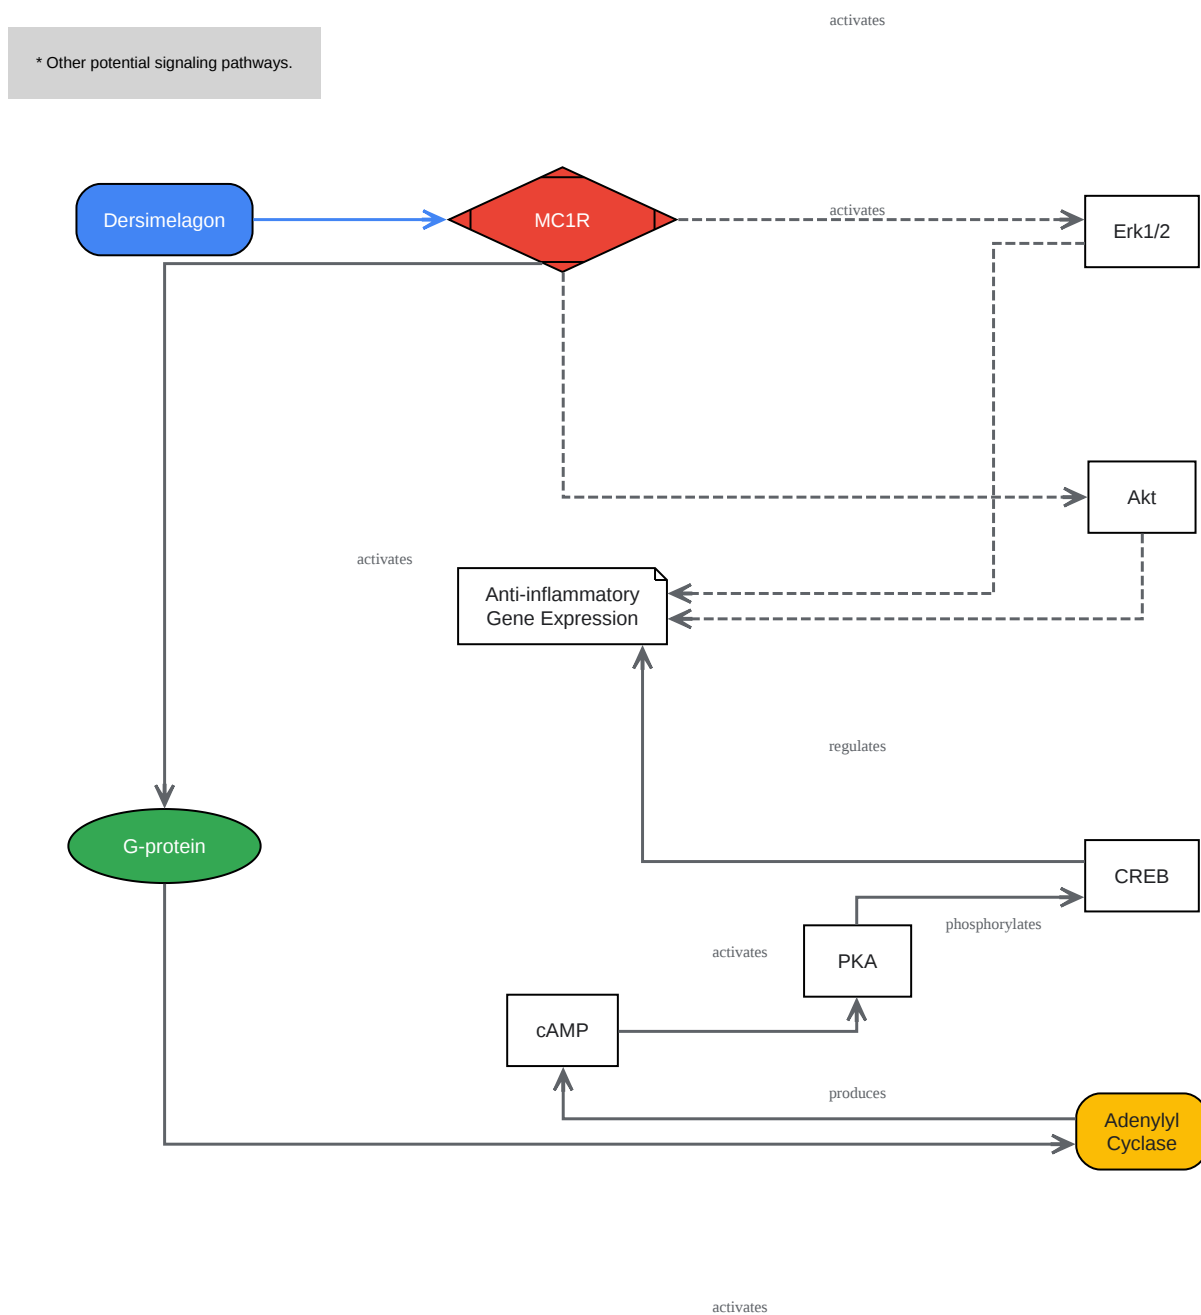 activates
* Other potential signaling pathways.
Dersimelagon
MC1R
activates
Erk1/2
Akt
activates
Anti-inflammatory
Gene Expression
regulates
G-protein
CREB
phosphorylates
activates
PKA
cAMP
produces
Adenylyl
Cyclase
activates